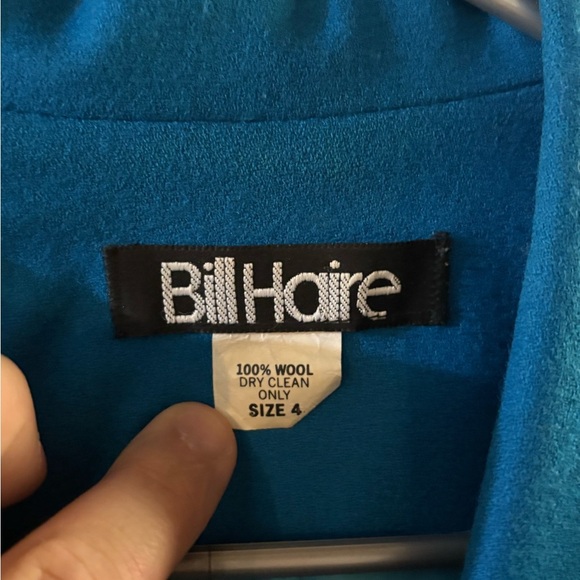 Bill Haire
100% WOOL
DRY CLEAN
ONLY
SIZE 4